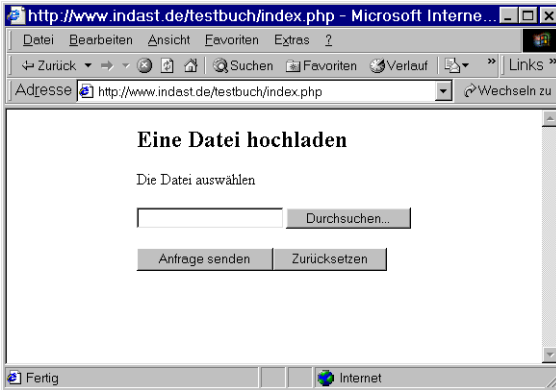 http://www.indast.de/testbuch/index.php - Microsoft Interne...
Datei Bearbeiten Ansicht Favoriten Extras ?
Zurück Suchen Favoriten Verlauf » Links »
Adresse http://www.indast.de/testbuch/index.php Wechseln zu
Eine Datei hochladen
Die Datei auswählen
Durchsuchen...
Anfrage senden Zurücksetzen
Fertig Internet